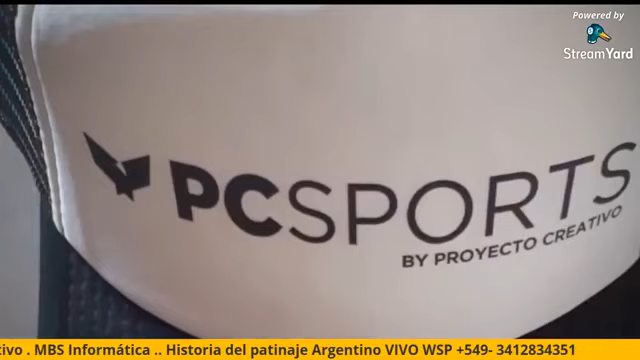 Powered by
StreamYard
PCSPORTS
BY PROYECTO CREATIVO
tivo . MBS Informática .. Historia del patinaje Argentino VIVO WSP +549- 3412834351